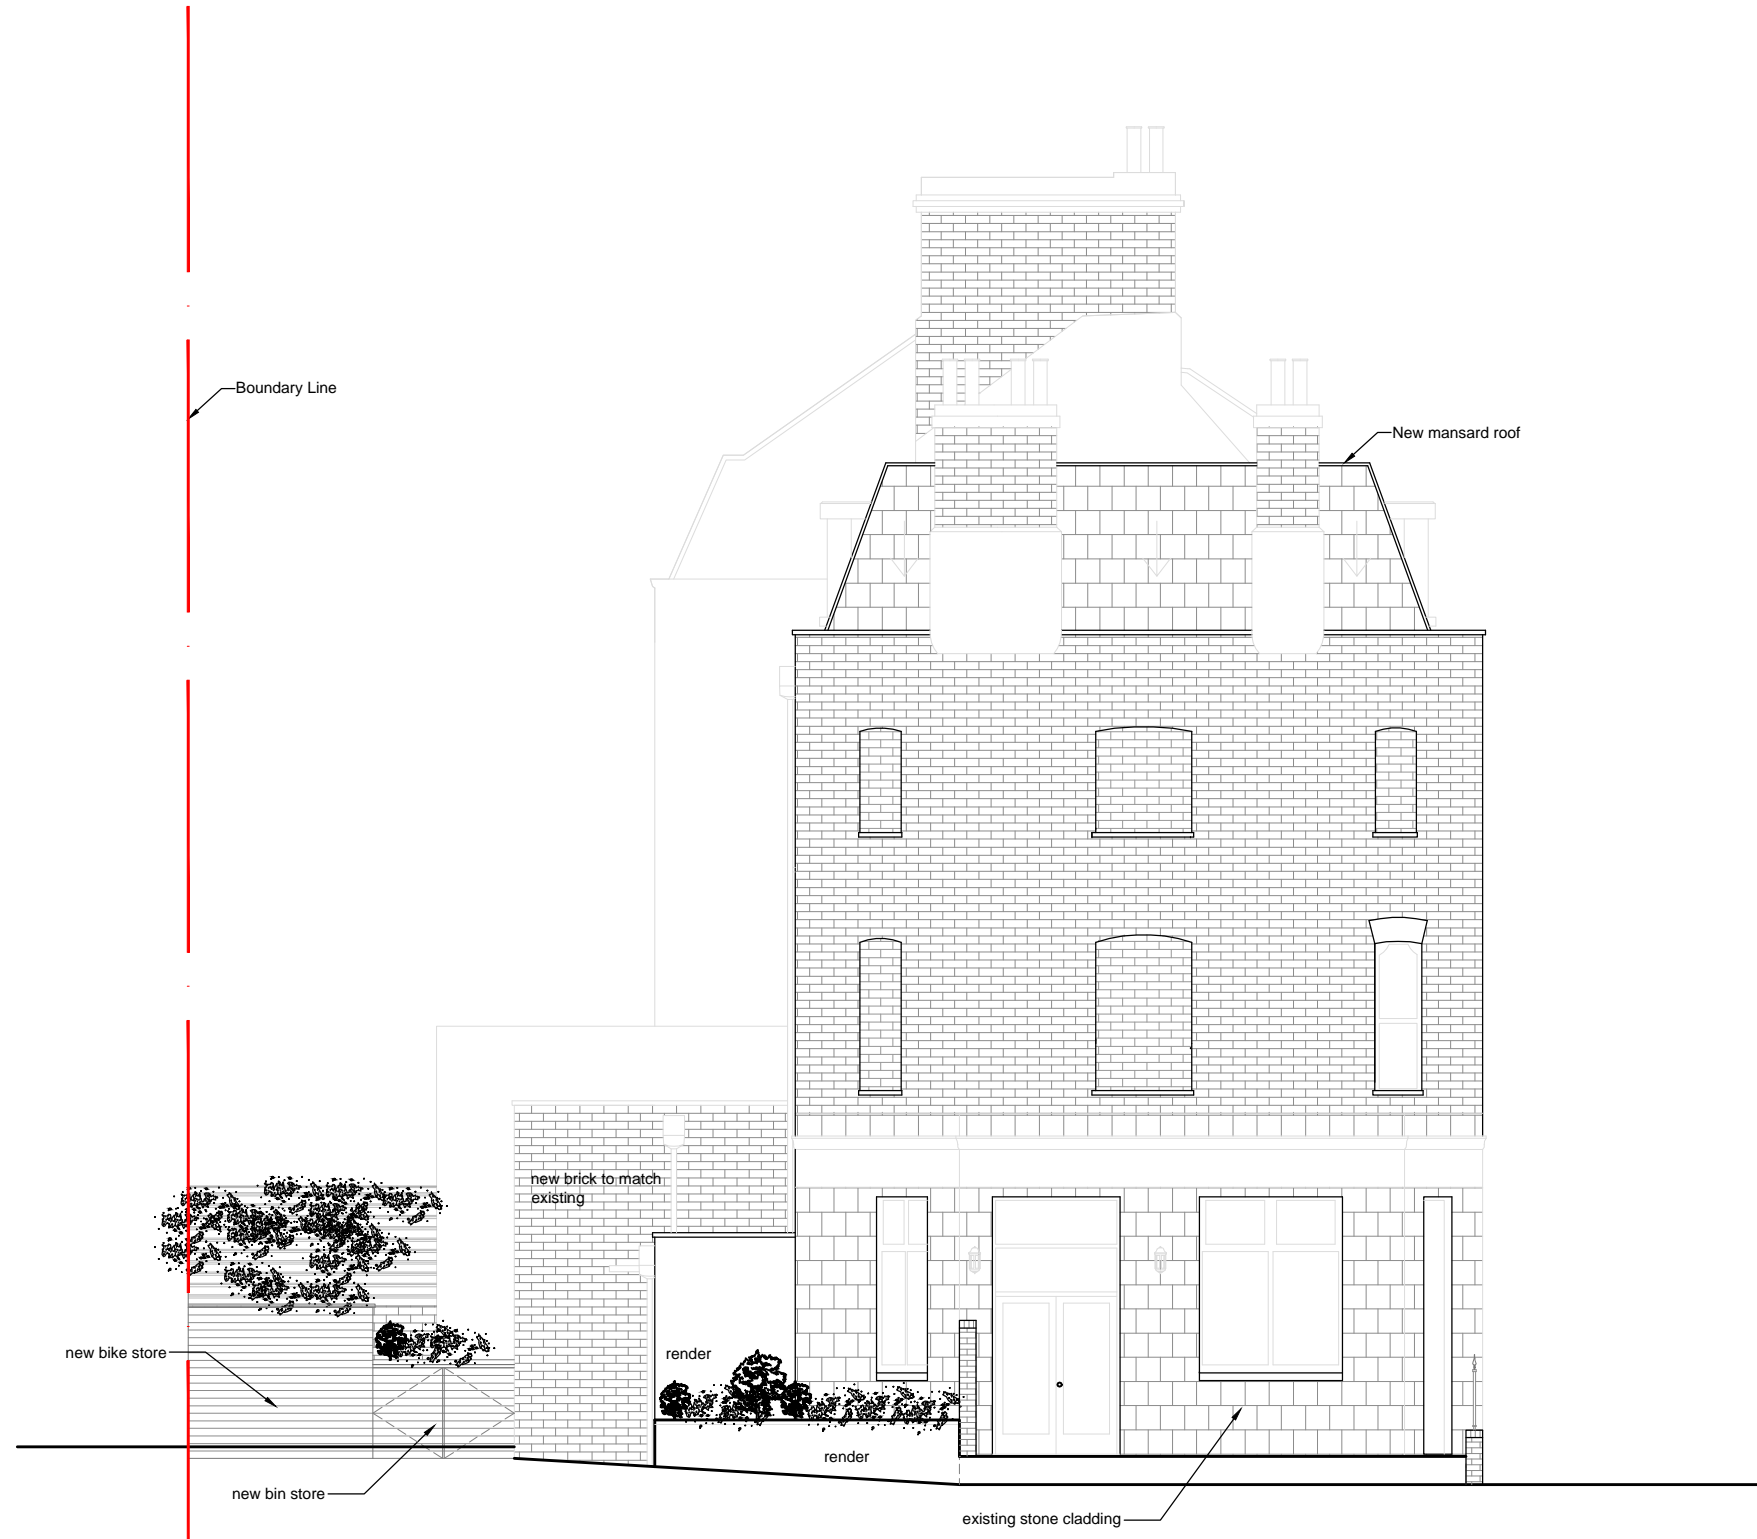 Boundary Line
New mansard roof
new brick to match
existing
new bike store
render
render
new bin store
existing stone cladding